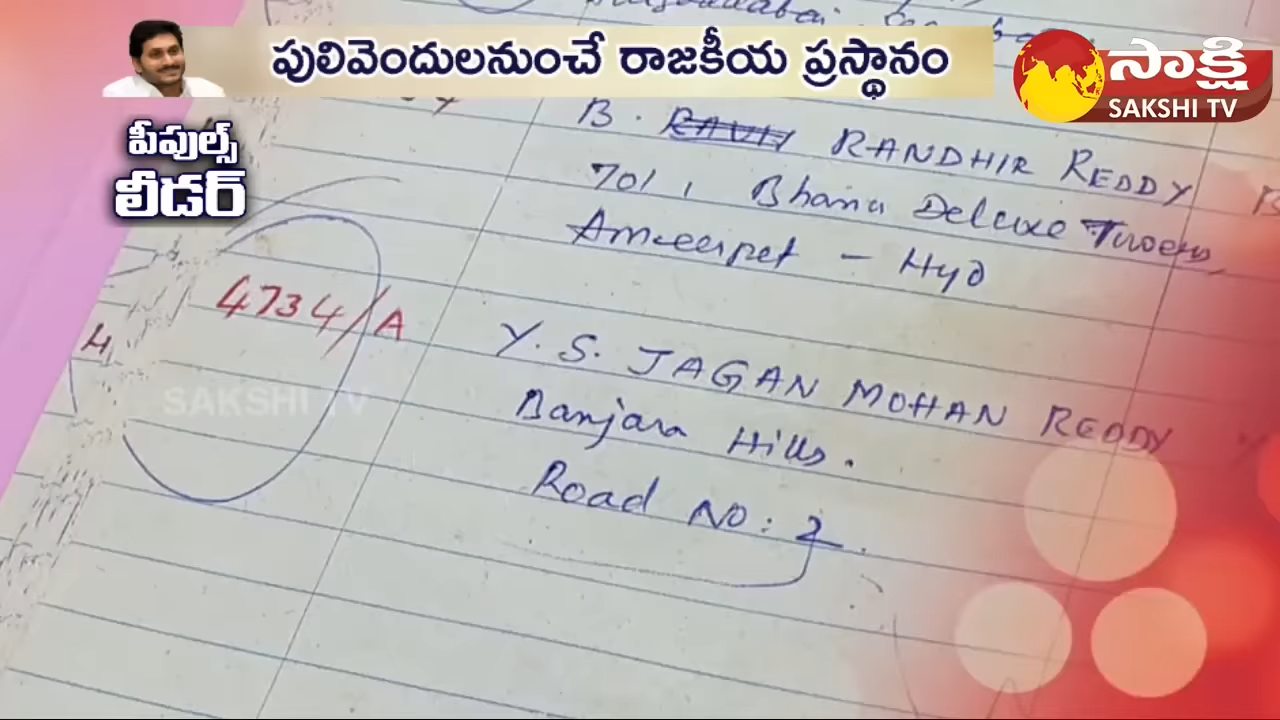 పులివెందులనుంచే రాజకీయ ప్రస్థానం
సాక్షి
SAKSHI TV
పీపుల్స్
లీడర్
B. RAVI RANDHIR REDDY
701, Bhanu Deluxe Towers,
Ameerpet - Hyd
4734/A
Y. S. JAGAN MOHAN REDDY
Banjara Hills.
Road NO: 2.
SAKSHI TV